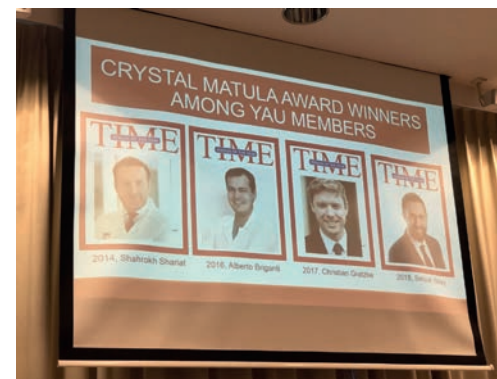 CRYSTAL MATULA AWARD WINNERS
AMONG YAU MEMBERS
TIME
TIME
TIME
TIME
2014, Shahrokh Shariat
2016, Alberto Briganti
2017, Christian Gratzke
2018,